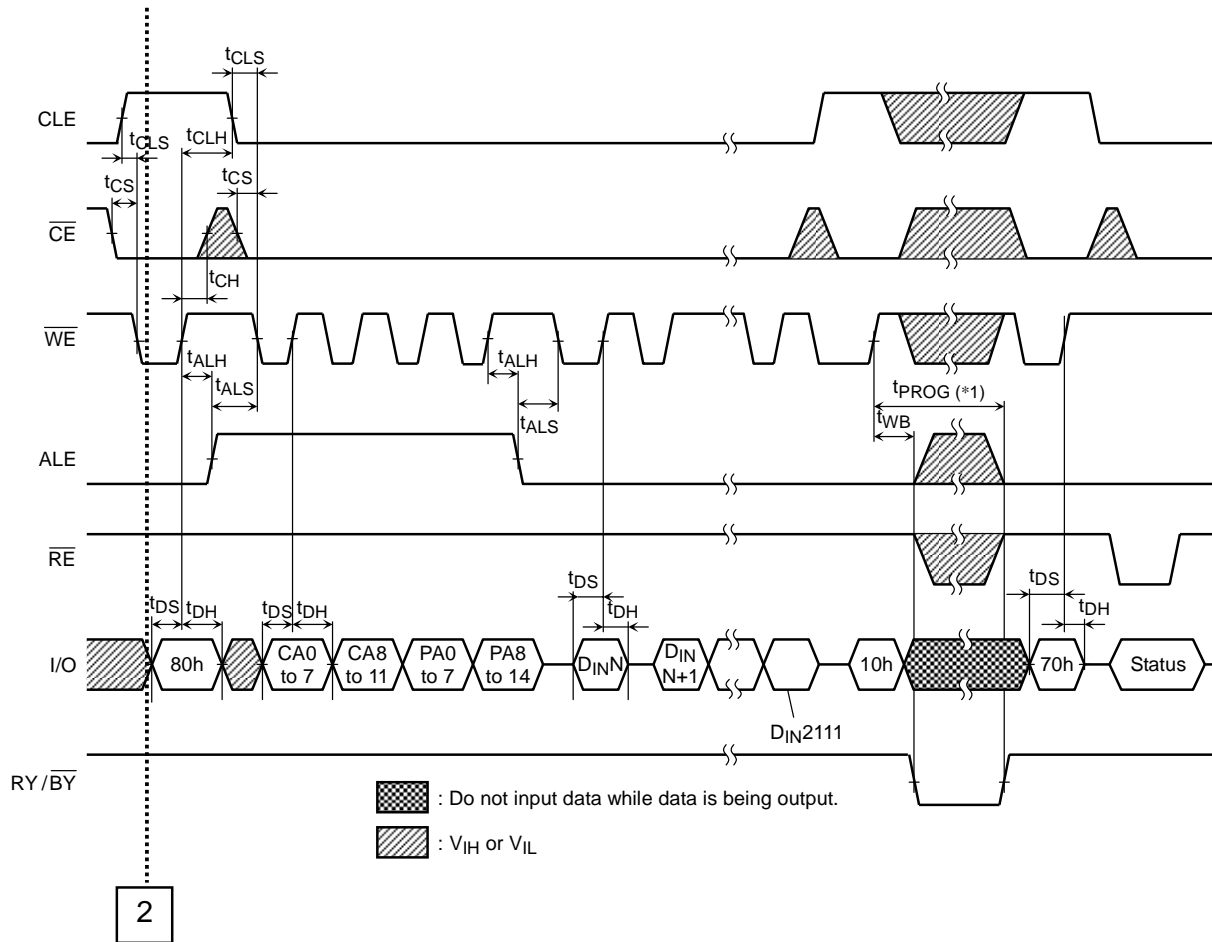 tCLS
CLE
tCLS
tCLH
tCS
tCS
CE
tCH
WE
tALH
tALH
tALS
tPROG (*1)
tALS
tWB
ALE
RE
tDS
tDH
tDS
tDH
tDS
tDH
tDS
tDH
I/O
80h
CA0 to 7
CA8 to 11
PA0 to 7
PA8 to 14
DINN
DIN N+1
10h
70h
Status
DIN2111
RY/BY
: Do not input data while data is being output.
: VIH or VIL
2